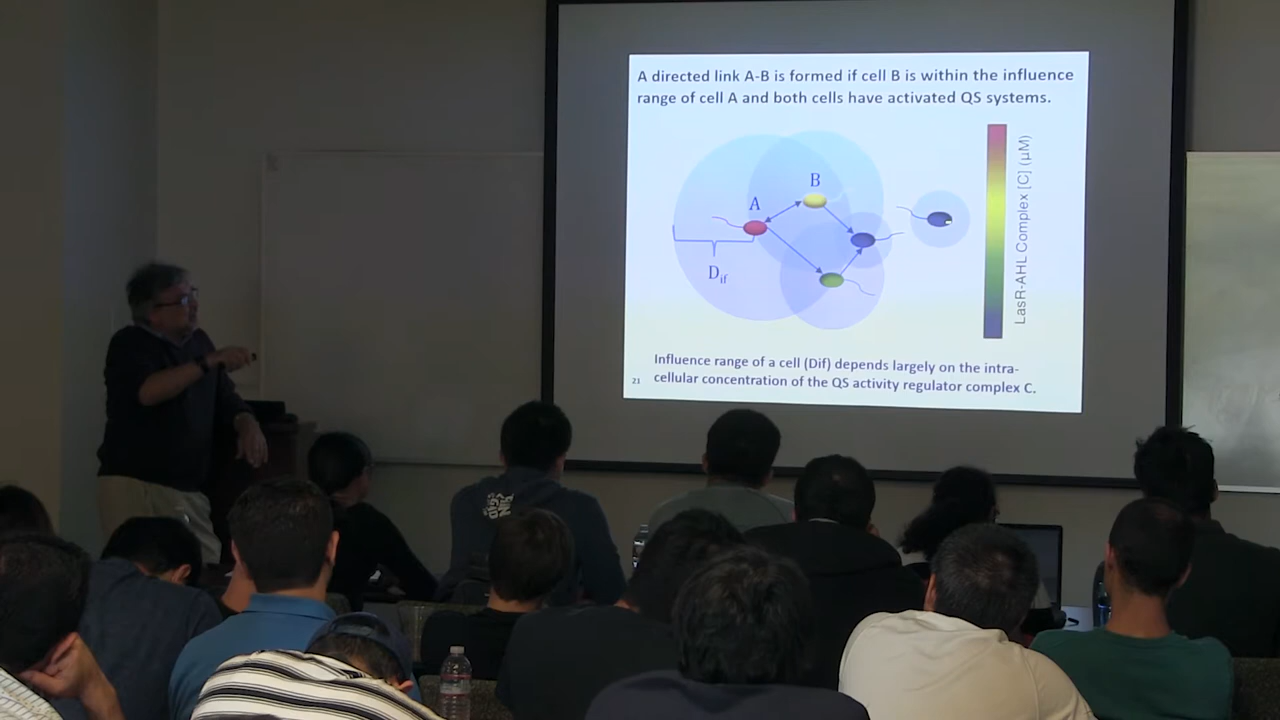 A directed link A-B is formed if cell B is within the influence
range of cell A and both cells have activated QS systems.
B
A
Dif
LasR-AHL Complex [C] (µM)
Influence range of a cell (Dif) depends largely on the intra-
cellular concentration of the QS activity regulator complex C.
21